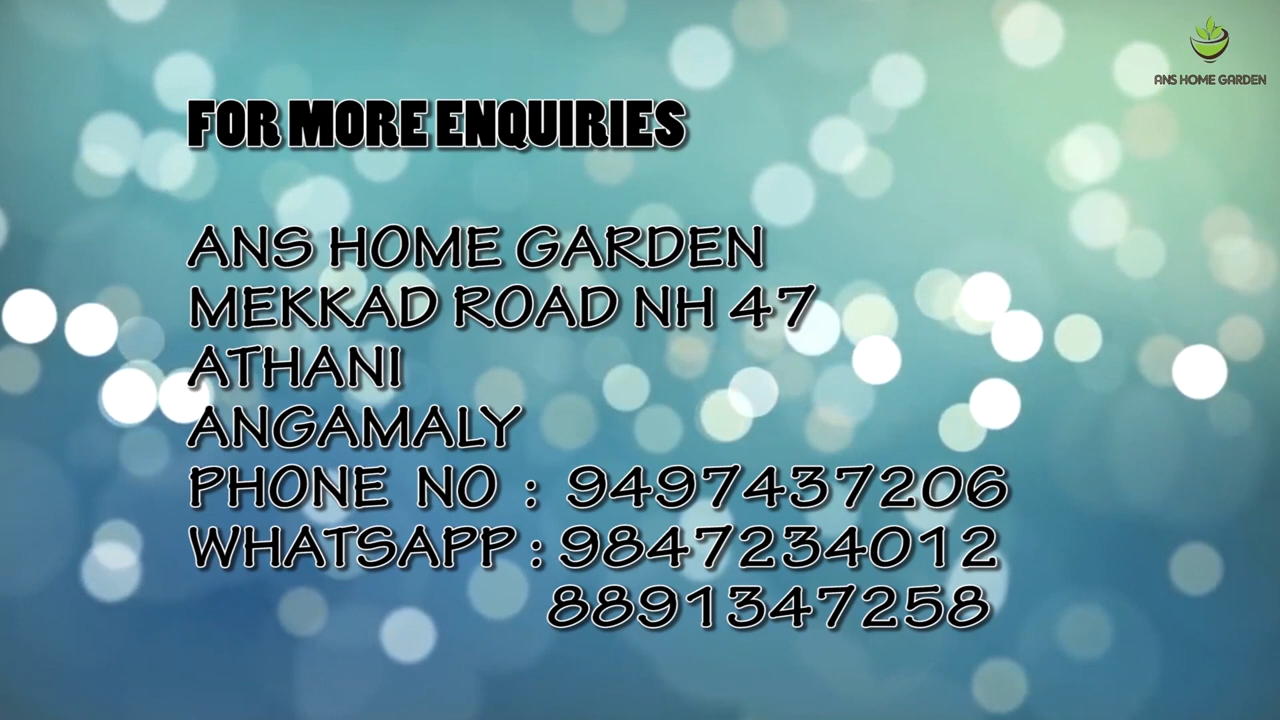 ANS HOME GARDEN
FOR MORE ENQUIRIES
ANS HOME GARDEN
MEKKAD ROAD NH 47
ATHANI
ANGAMALY
PHONE NO : 9497437206
WHATSAPP : 9847234012
8891347258